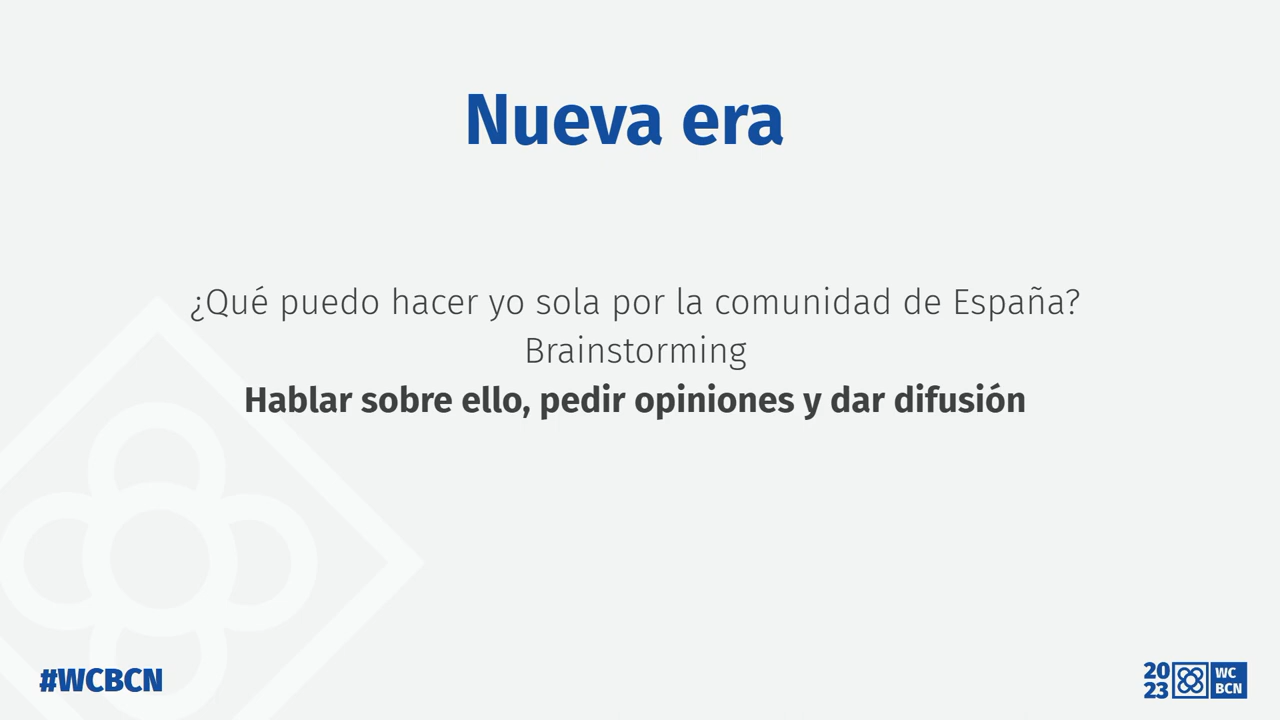 Nueva era
¿Qué puedo hacer yo sola por la comunidad de España?
Brainstorming
Hablar sobre ello, pedir opiniones y dar difusión
#WCBCN
20
23
WC
BCN